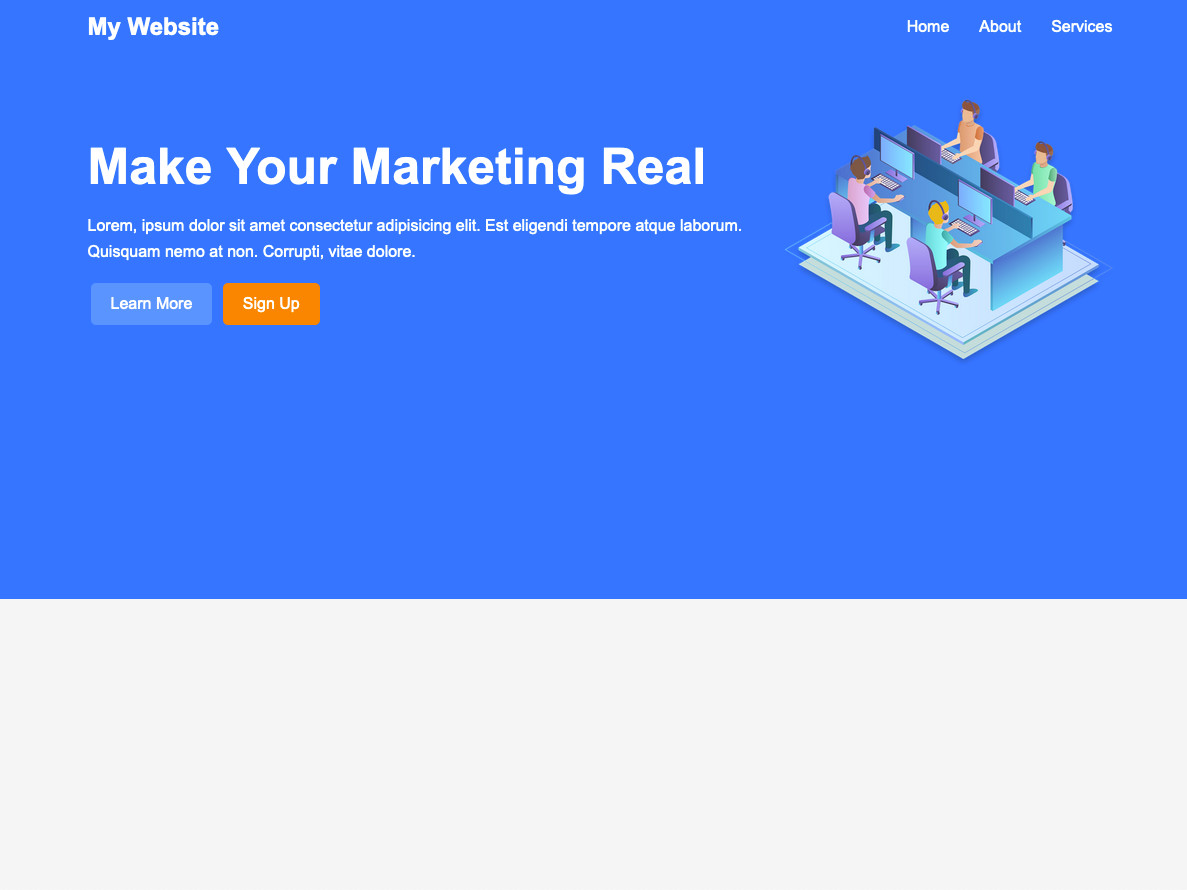 My Website
Home About Services
Make Your Marketing Real
Lorem, ipsum dolor sit amet consectetur adipisicing elit. Est eligendi tempore atque laborum.
Quisquam nemo at non. Corrupti, vitae dolore.
Learn More Sign Up